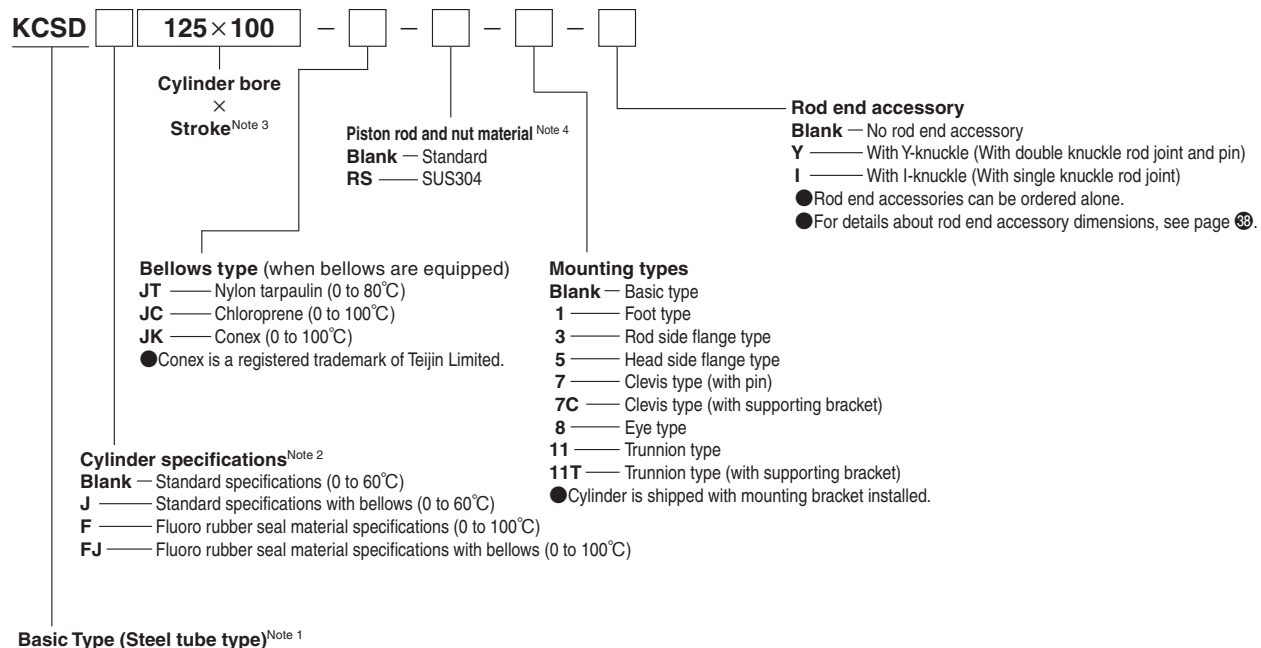 KCSD 125×100 – – – –
Cylinder bore
×
Stroke Note 3
Piston rod and nut material Note 4
Blank — Standard
RS — SUS304
Rod end accessory
Blank — No rod end accessory
Y — With Y-knuckle (With double knuckle rod joint and pin)
I — With I-knuckle (With single knuckle rod joint)
●Rod end accessories can be ordered alone.
●For details about rod end accessory dimensions, see page 38.
Bellows type (when bellows are equipped)
JT — Nylon tarpaulin (0 to 80°C)
JC — Chloroprene (0 to 100°C)
JK — Conex (0 to 100°C)
●Conex is a registered trademark of Teijin Limited.
Mounting types
Blank — Basic type
1 — Foot type
3 — Rod side flange type
5 — Head side flange type
7 — Clevis type (with pin)
7C — Clevis type (with supporting bracket)
8 — Eye type
11 — Trunnion type
11T — Trunnion type (with supporting bracket)
●Cylinder is shipped with mounting bracket installed.
Cylinder specifications Note 2
Blank — Standard specifications (0 to 60°C)
J — Standard specifications with bellows (0 to 60°C)
F — Fluoro rubber seal material specifications (0 to 100°C)
FJ — Fluoro rubber seal material specifications with bellows (0 to 100°C)
Basic Type (Steel tube type) Note 1